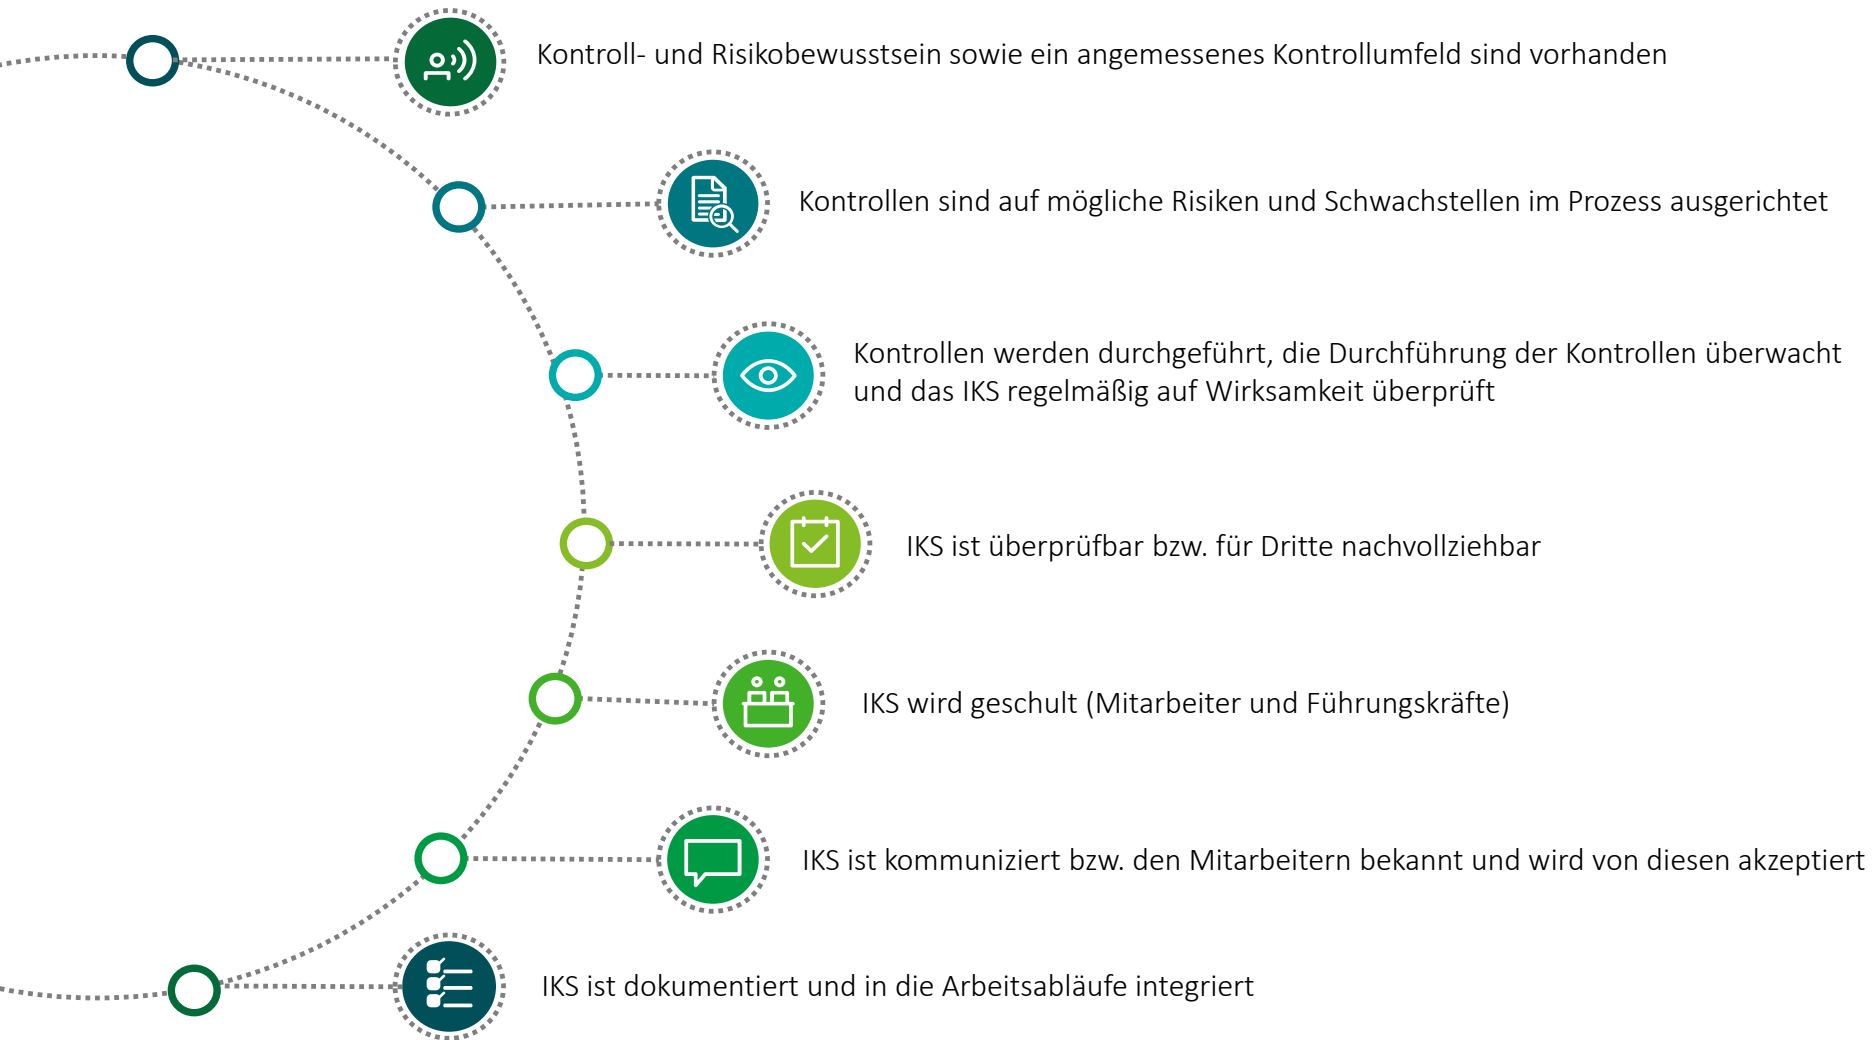 Kontroll- und Risikobewusstsein sowie ein angemessenes Kontrollumfeld sind vorhanden
Kontrollen sind auf mögliche Risiken und Schwachstellen im Prozess ausgerichtet
Kontrollen werden durchgeführt, die Durchführung der Kontrollen überwacht
und das IKS regelmäßig auf Wirksamkeit überprüft
IKS ist überprüfbar bzw. für Dritte nachvollziehbar
IKS wird geschult (Mitarbeiter und Führungskräfte)
IKS ist kommuniziert bzw. den Mitarbeitern bekannt und wird von diesen akzeptiert
IKS ist dokumentiert und in die Arbeitsabläufe integriert